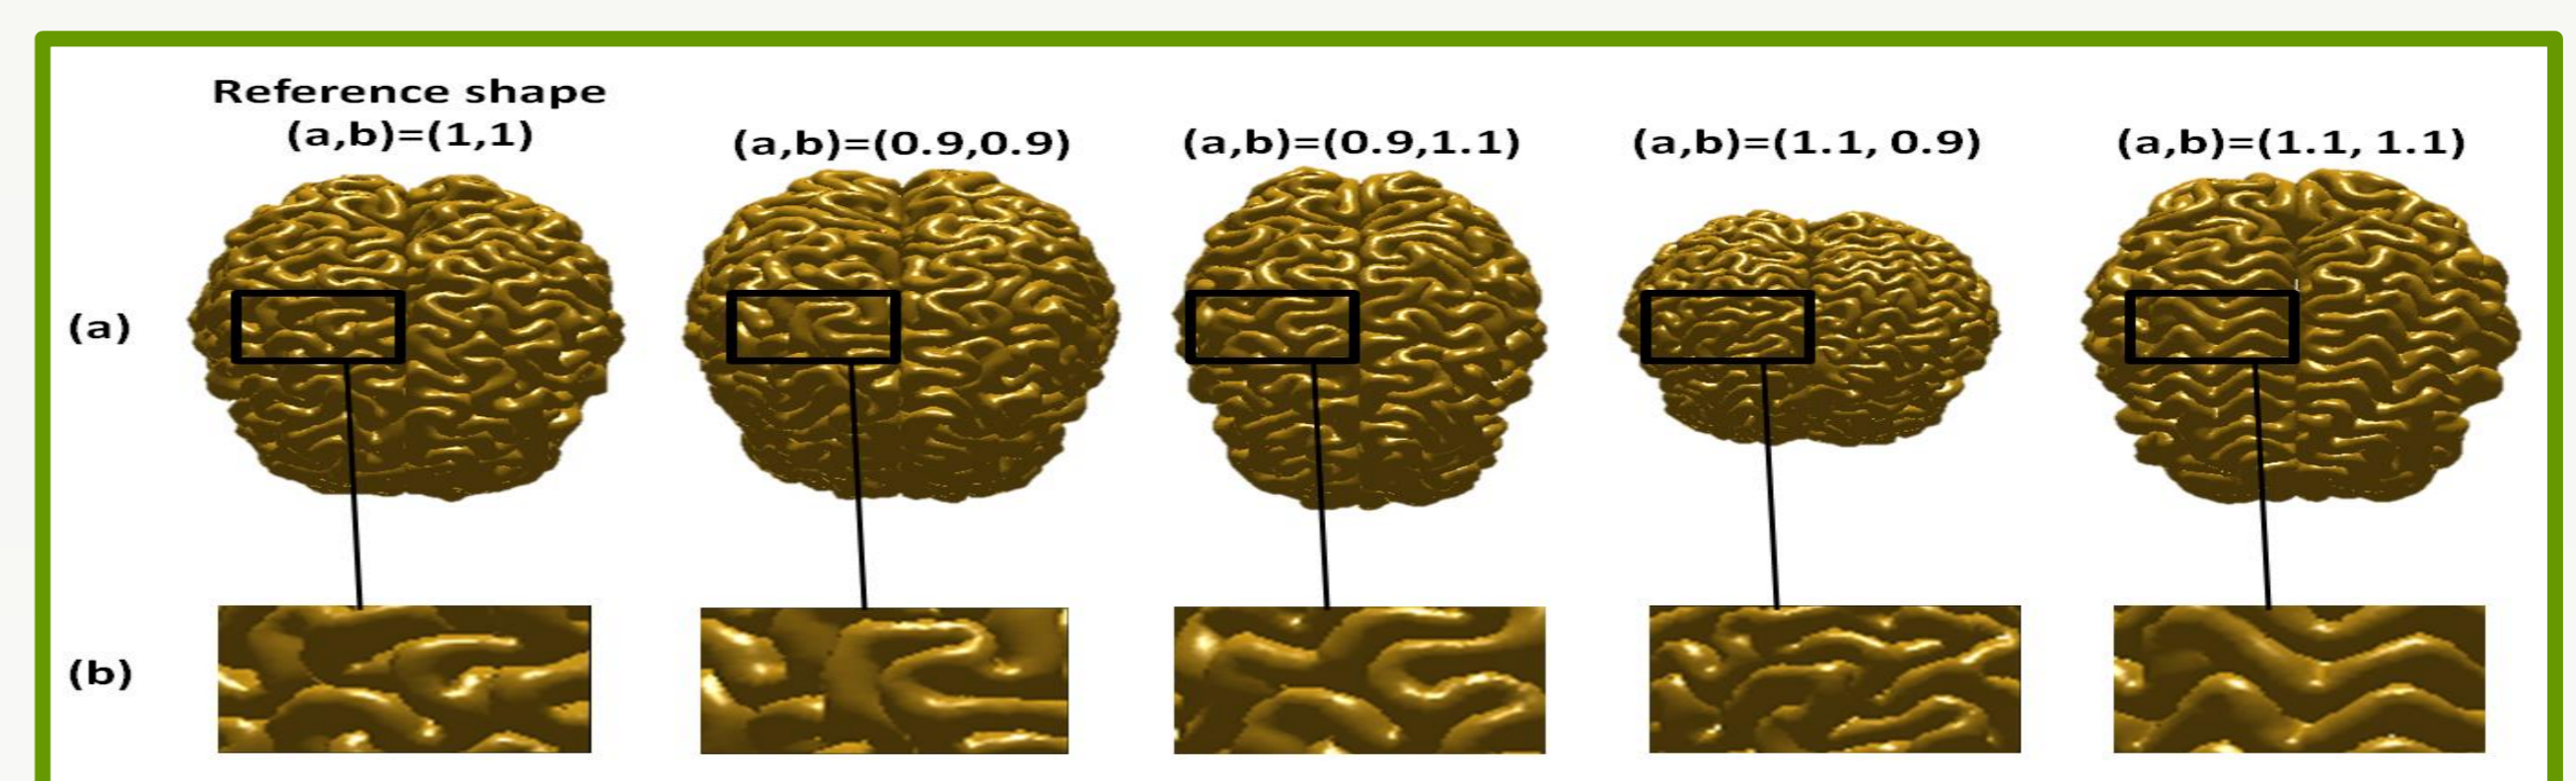 Reference shape
(a,b)=(1,1)
(a,b)=(0.9,0.9)
(a,b)=(0.9,1.1)
(a,b)=(1.1, 0.9)
(a,b)=(1.1, 1.1)
(a)
(b)